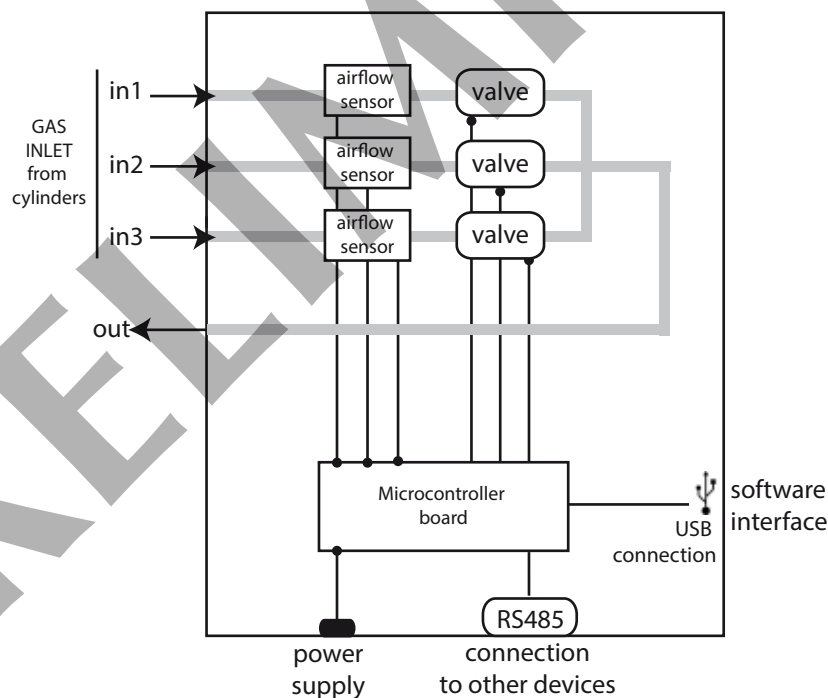 in1
airflow
sensor
valve
GAS
INLET
from
cylinders
in2
airflow
sensor
valve
in3
airflow
sensor
valve
out
Microcontroller
board
software
interface
USB
connection
RS485
power
supply
connection
to other devices
RELIM